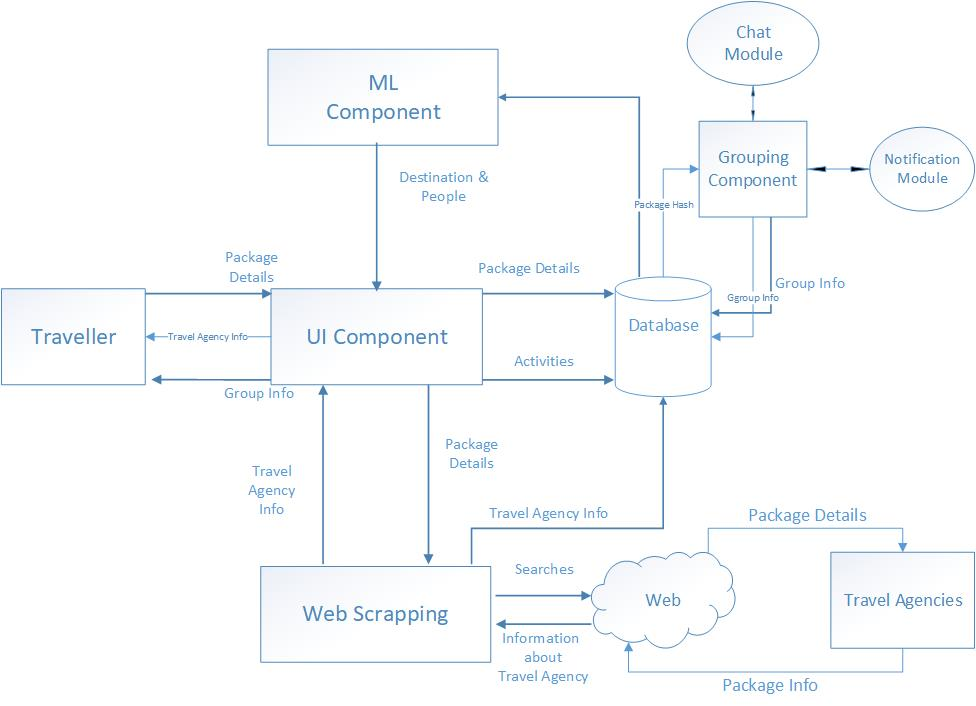 Chat
Module
ML
Component
Grouping
Component
Notification
Module
Destination &
People
Package Hash
Package
Details
Package Details
Group Info
Ggroup Info
Traveller
Travel Agency Info
UI Component
Database
Activities
Group Info
Package
Details
Travel
Agency
Info
Travel Agency Info
Package Details
Searches
Web Scrapping
Web
Travel Agencies
Information
about
Travel Agency
Package Info